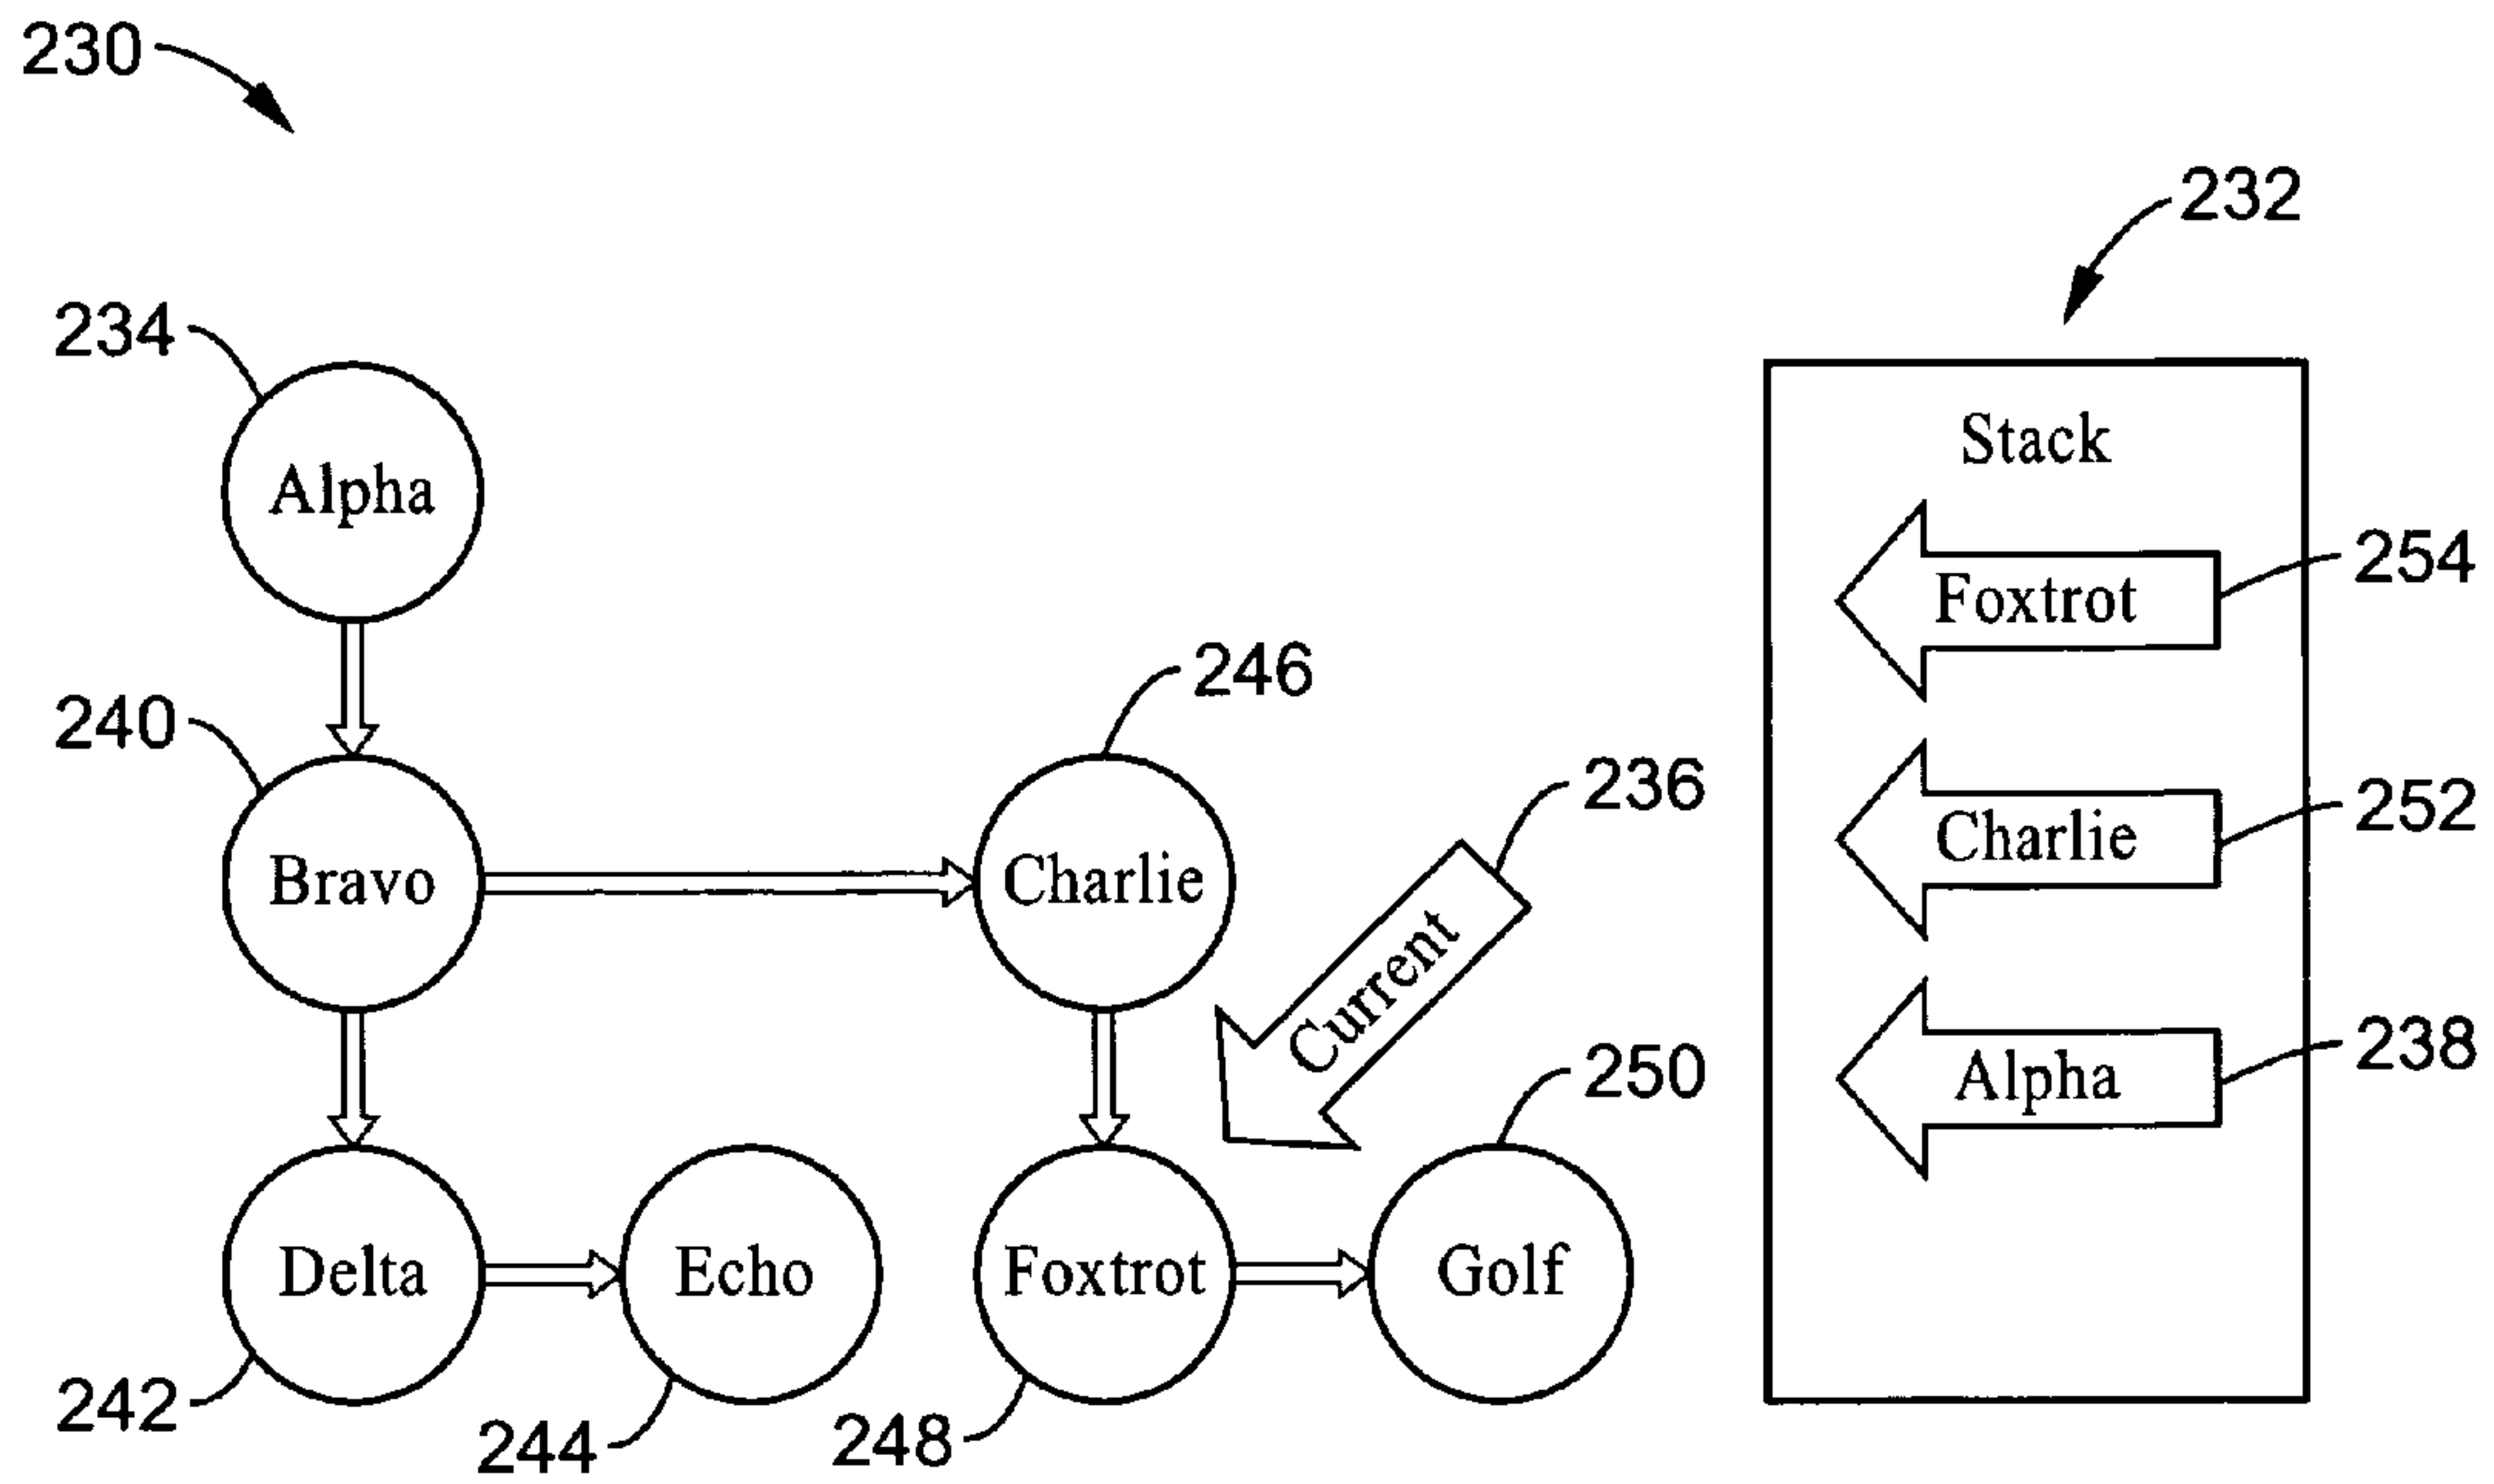 230
232
234
Alpha
Stack
254
Foxtrot
246
240
236
252
Charlie
Bravo
Charlie
Current
250
238
Alpha
Delta
Echo
Foxtrot
Golf
242
244
248